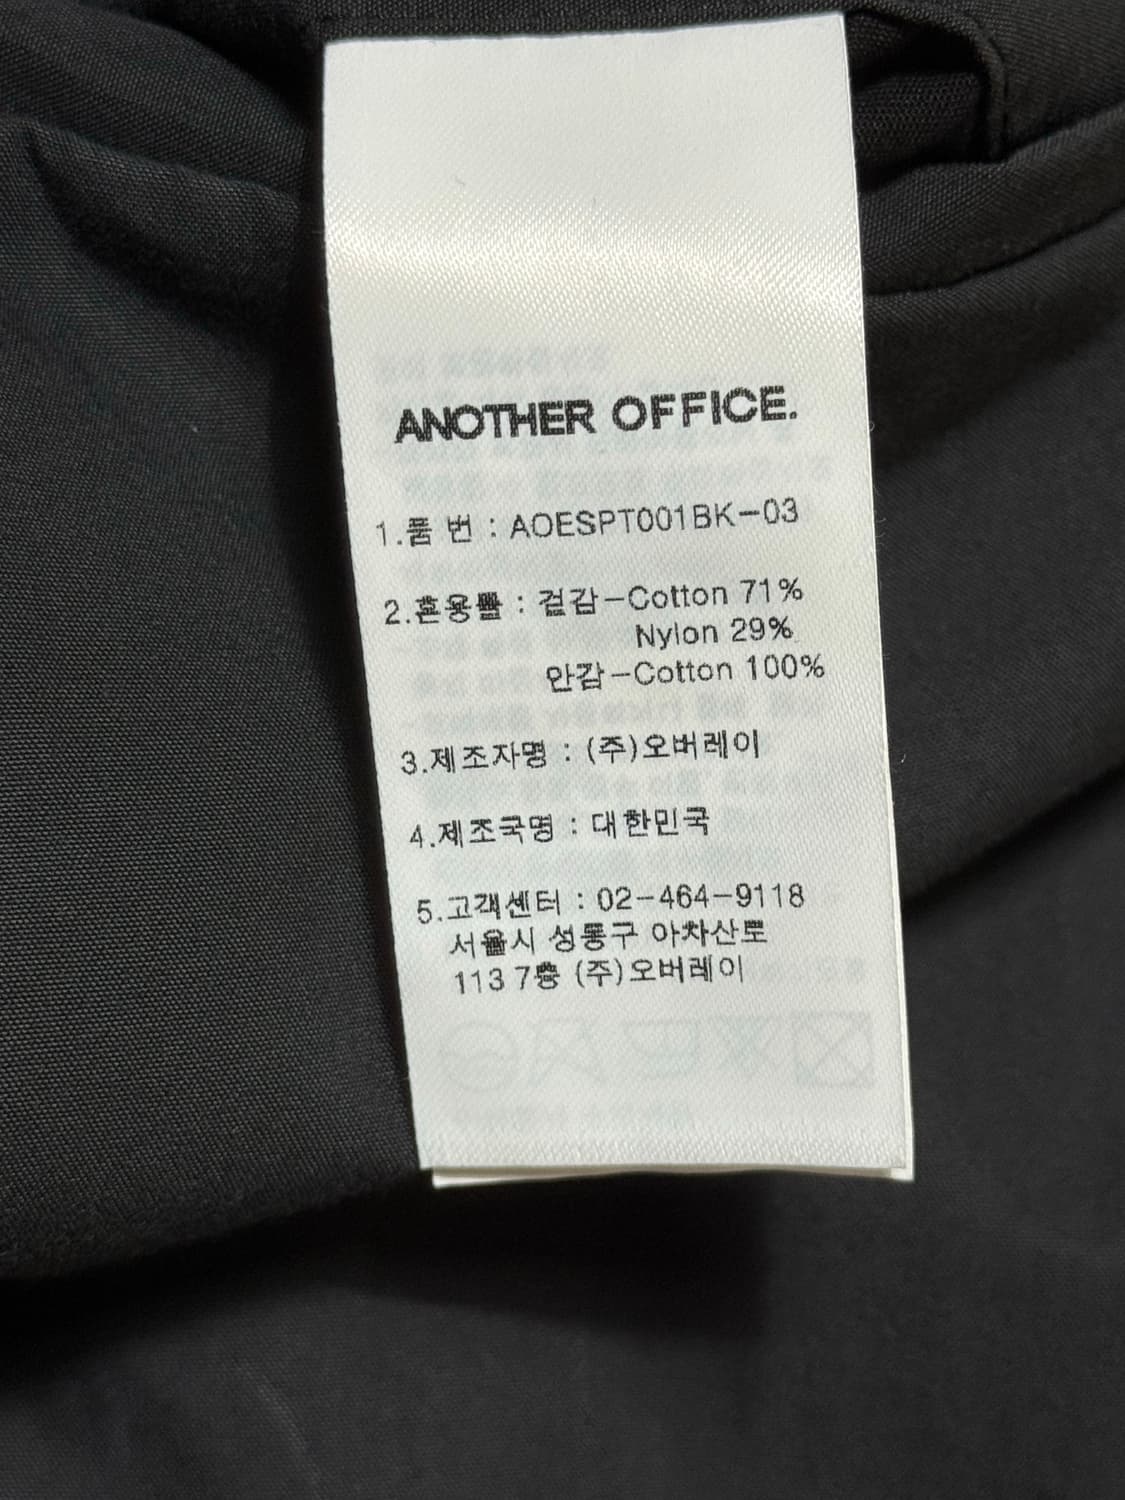 ANOTHER OFFICE.
1.품 번 : AOESPT001BK-03
2.혼용률 : 겉감-Cotton 71%
Nylon 29%
안감-Cotton 100%
3.제조자명 : (주)오버레이
4.제조국명 : 대한민국
5.고객센터 : 02-464-9118
서울시 성동구 아차산로
113 7층 (주)오버레이